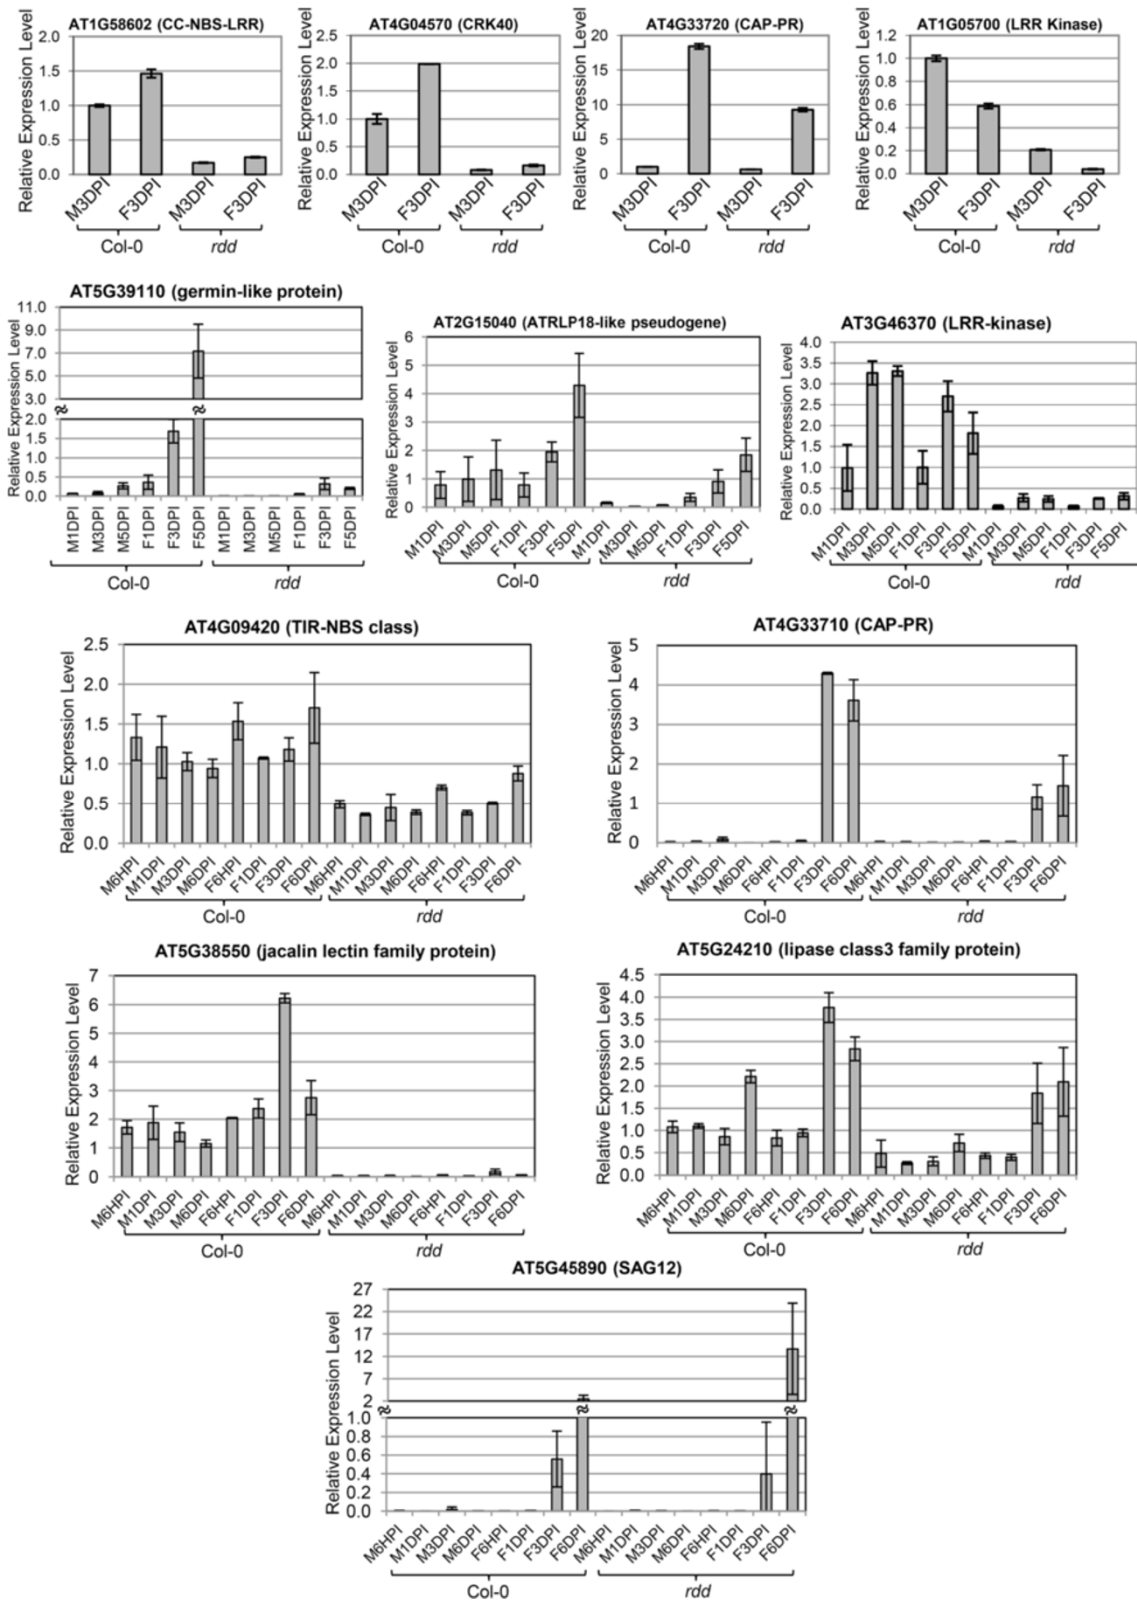 AT1G58602 (CC-NBS-LRR)
Relative Expression Level
2.0
1.5
1.0
0.5
0.0
M3DPI F3DPI M3DPI F3DPI
Col-0 rdd
AT4G04570 (CRK40)
Relative Expression Level
2.5
2.0
1.5
1.0
0.5
0.0
M3DPI F3DPI M3DPI F3DPI
Col-0 rdd
AT4G33720 (CAP-PR)
Relative Expression Level
20
15
10
5
0
M3DPI F3DPI M3DPI F3DPI
Col-0 rdd
AT1G05700 (LRR Kinase)
Relative Expression Level
1.2
1.0
0.8
0.6
0.4
0.2
0.0
M3DPI F3DPI M3DPI F3DPI
Col-0 rdd
AT5G39110 (germin-like protein)
Relative Expression Level
11.0
9.0
7.0
5.0
3.0
2.0
1.5
1.0
0.5
0.0
M1DPI M3DPI M5DPI F1DPI F3DPI F5DPI M1DPI M3DPI M5DPI F1DPI F3DPI F5DPI
Col-0 rdd
AT2G15040 (ATRLP18-like pseudogene)
Relative Expression Level
6
5
4
3
2
1
0
M1DPI M3DPI M5DPI F1DPI F3DPI F5DPI M1DPI M3DPI M5DPI F1DPI F3DPI F5DPI
Col-0 rdd
AT3G46370 (LRR-kinase)
Relative Expression Level
4.0
3.5
3.0
2.5
2.0
1.5
1.0
0.5
0.0
M1DPI M3DPI M5DPI F1DPI F3DPI F5DPI M1DPI M3DPI M5DPI F1DPI F3DPI F5DPI
Col-0 rdd
AT4G09420 (TIR-NBS class)
Relative Expression Level
2.5
2.0
1.5
1.0
0.5
0.0
M6HPI M1DPI M3DPI M6DPI F6HPI F1DPI F3DPI F6DPI M6HPI M1DPI M3DPI M6DPI F6HPI F1DPI F3DPI F6DPI
Col-0 rdd
AT4G33710 (CAP-PR)
Relative Expression Level
5
4
3
2
1
0
M6HPI M1DPI M3DPI M6DPI F6HPI F1DPI F3DPI F6DPI M6HPI M1DPI M3DPI M6DPI F6HPI F1DPI F3DPI F6DPI
Col-0 rdd
AT5G38550 (jacalin lectin family protein)
Relative Expression Level
7
6
5
4
3
2
1
0
M6HPI M1DPI M3DPI M6DPI F6HPI F1DPI F3DPI F6DPI M6HPI M1DPI M3DPI M6DPI F6HPI F1DPI F3DPI F6DPI
Col-0 rdd
AT5G24210 (lipase class3 family protein)
Relative Expression Level
4.5
4.0
3.5
3.0
2.5
2.0
1.5
1.0
0.5
0.0
M6HPI M1DPI M3DPI M6DPI F6HPI F1DPI F3DPI F6DPI M6HPI M1DPI M3DPI M6DPI F6HPI F1DPI F3DPI F6DPI
Col-0 rdd
AT5G45890 (SAG12)
Relative Expression Level
27
22
17
12
7
2
1.0
0.8
0.6
0.4
0.2
0.0
M6HPI M1DPI M3DPI M6DPI F6HPI F1DPI F3DPI F6DPI M6HPI M1DPI M3DPI M6DPI F6HPI F1DPI F3DPI F6DPI
Col-0 rdd